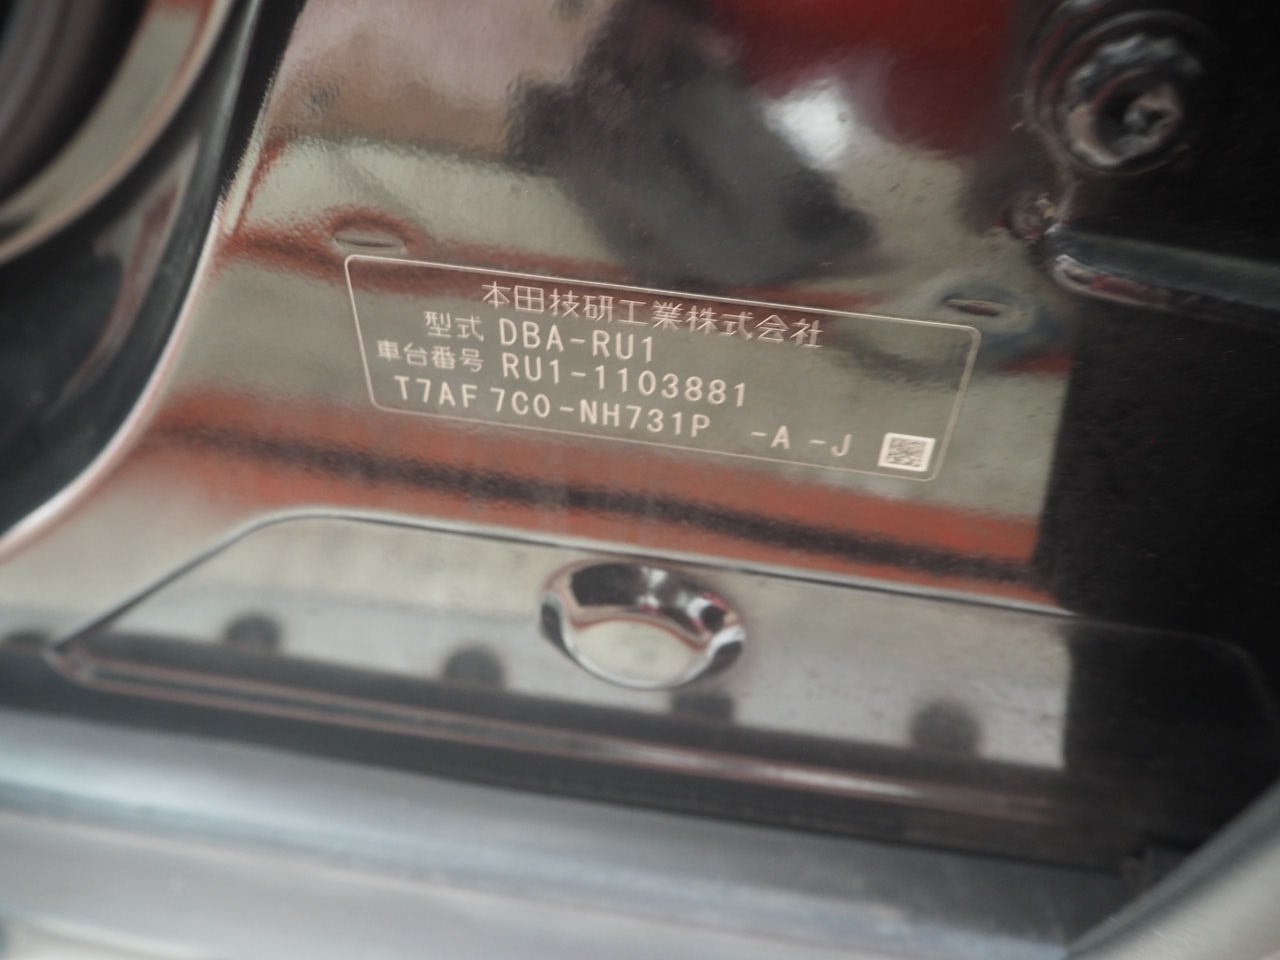 本田技研工業株式会社
型式 DBA-RU1
車台番号 RU1-1103881
T7AF7C0-NH731P -A -J